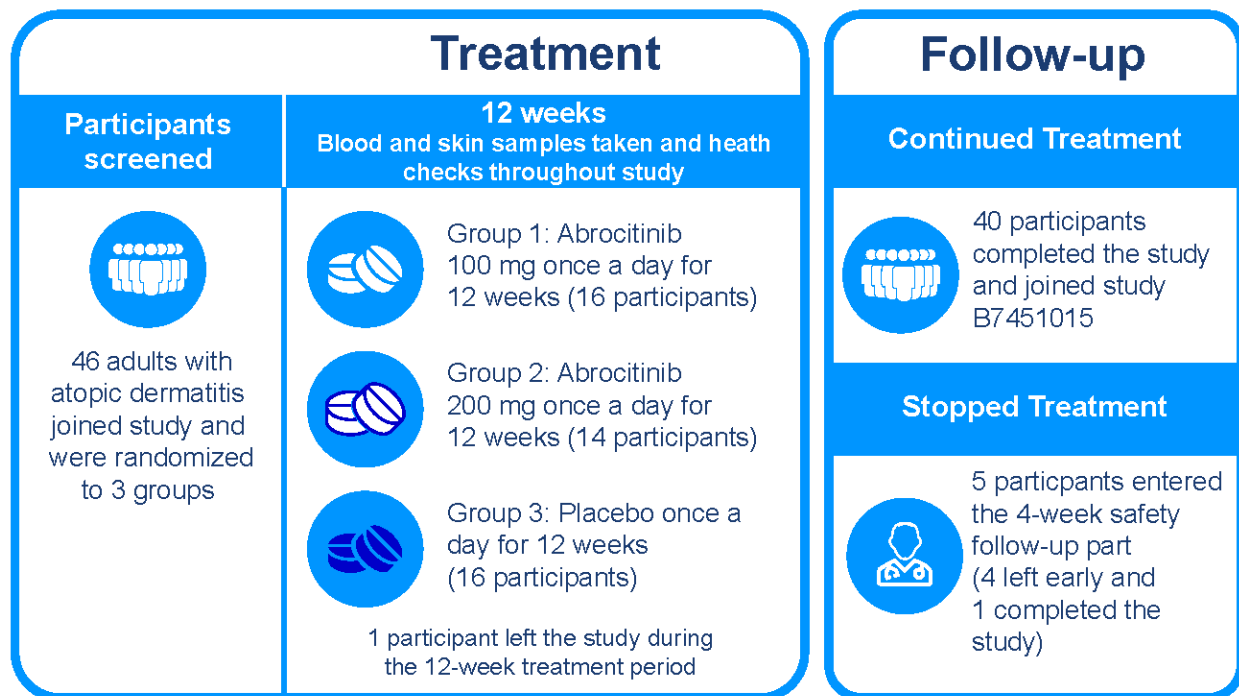 Treatment
Participants
screened
12 weeks
Blood and skin samples taken and heath
checks throughout study
46 adults with
atopic dermatitis
joined study and
were randomized
to 3 groups
Group 1: Abrocitinib
100 mg once a day for
12 weeks (16 participants)
Group 2: Abrocitinib
200 mg once a day for
12 weeks (14 participants)
Group 3: Placebo once a
day for 12 weeks
(16 participants)
1 participant left the study during
the 12-week treatment period
Follow-up
Continued Treatment
40 participants
completed the study
and joined study
B7451015
Stopped Treatment
5 particpants entered
the 4-week safety
follow-up part
(4 left early and
1 completed the
study)